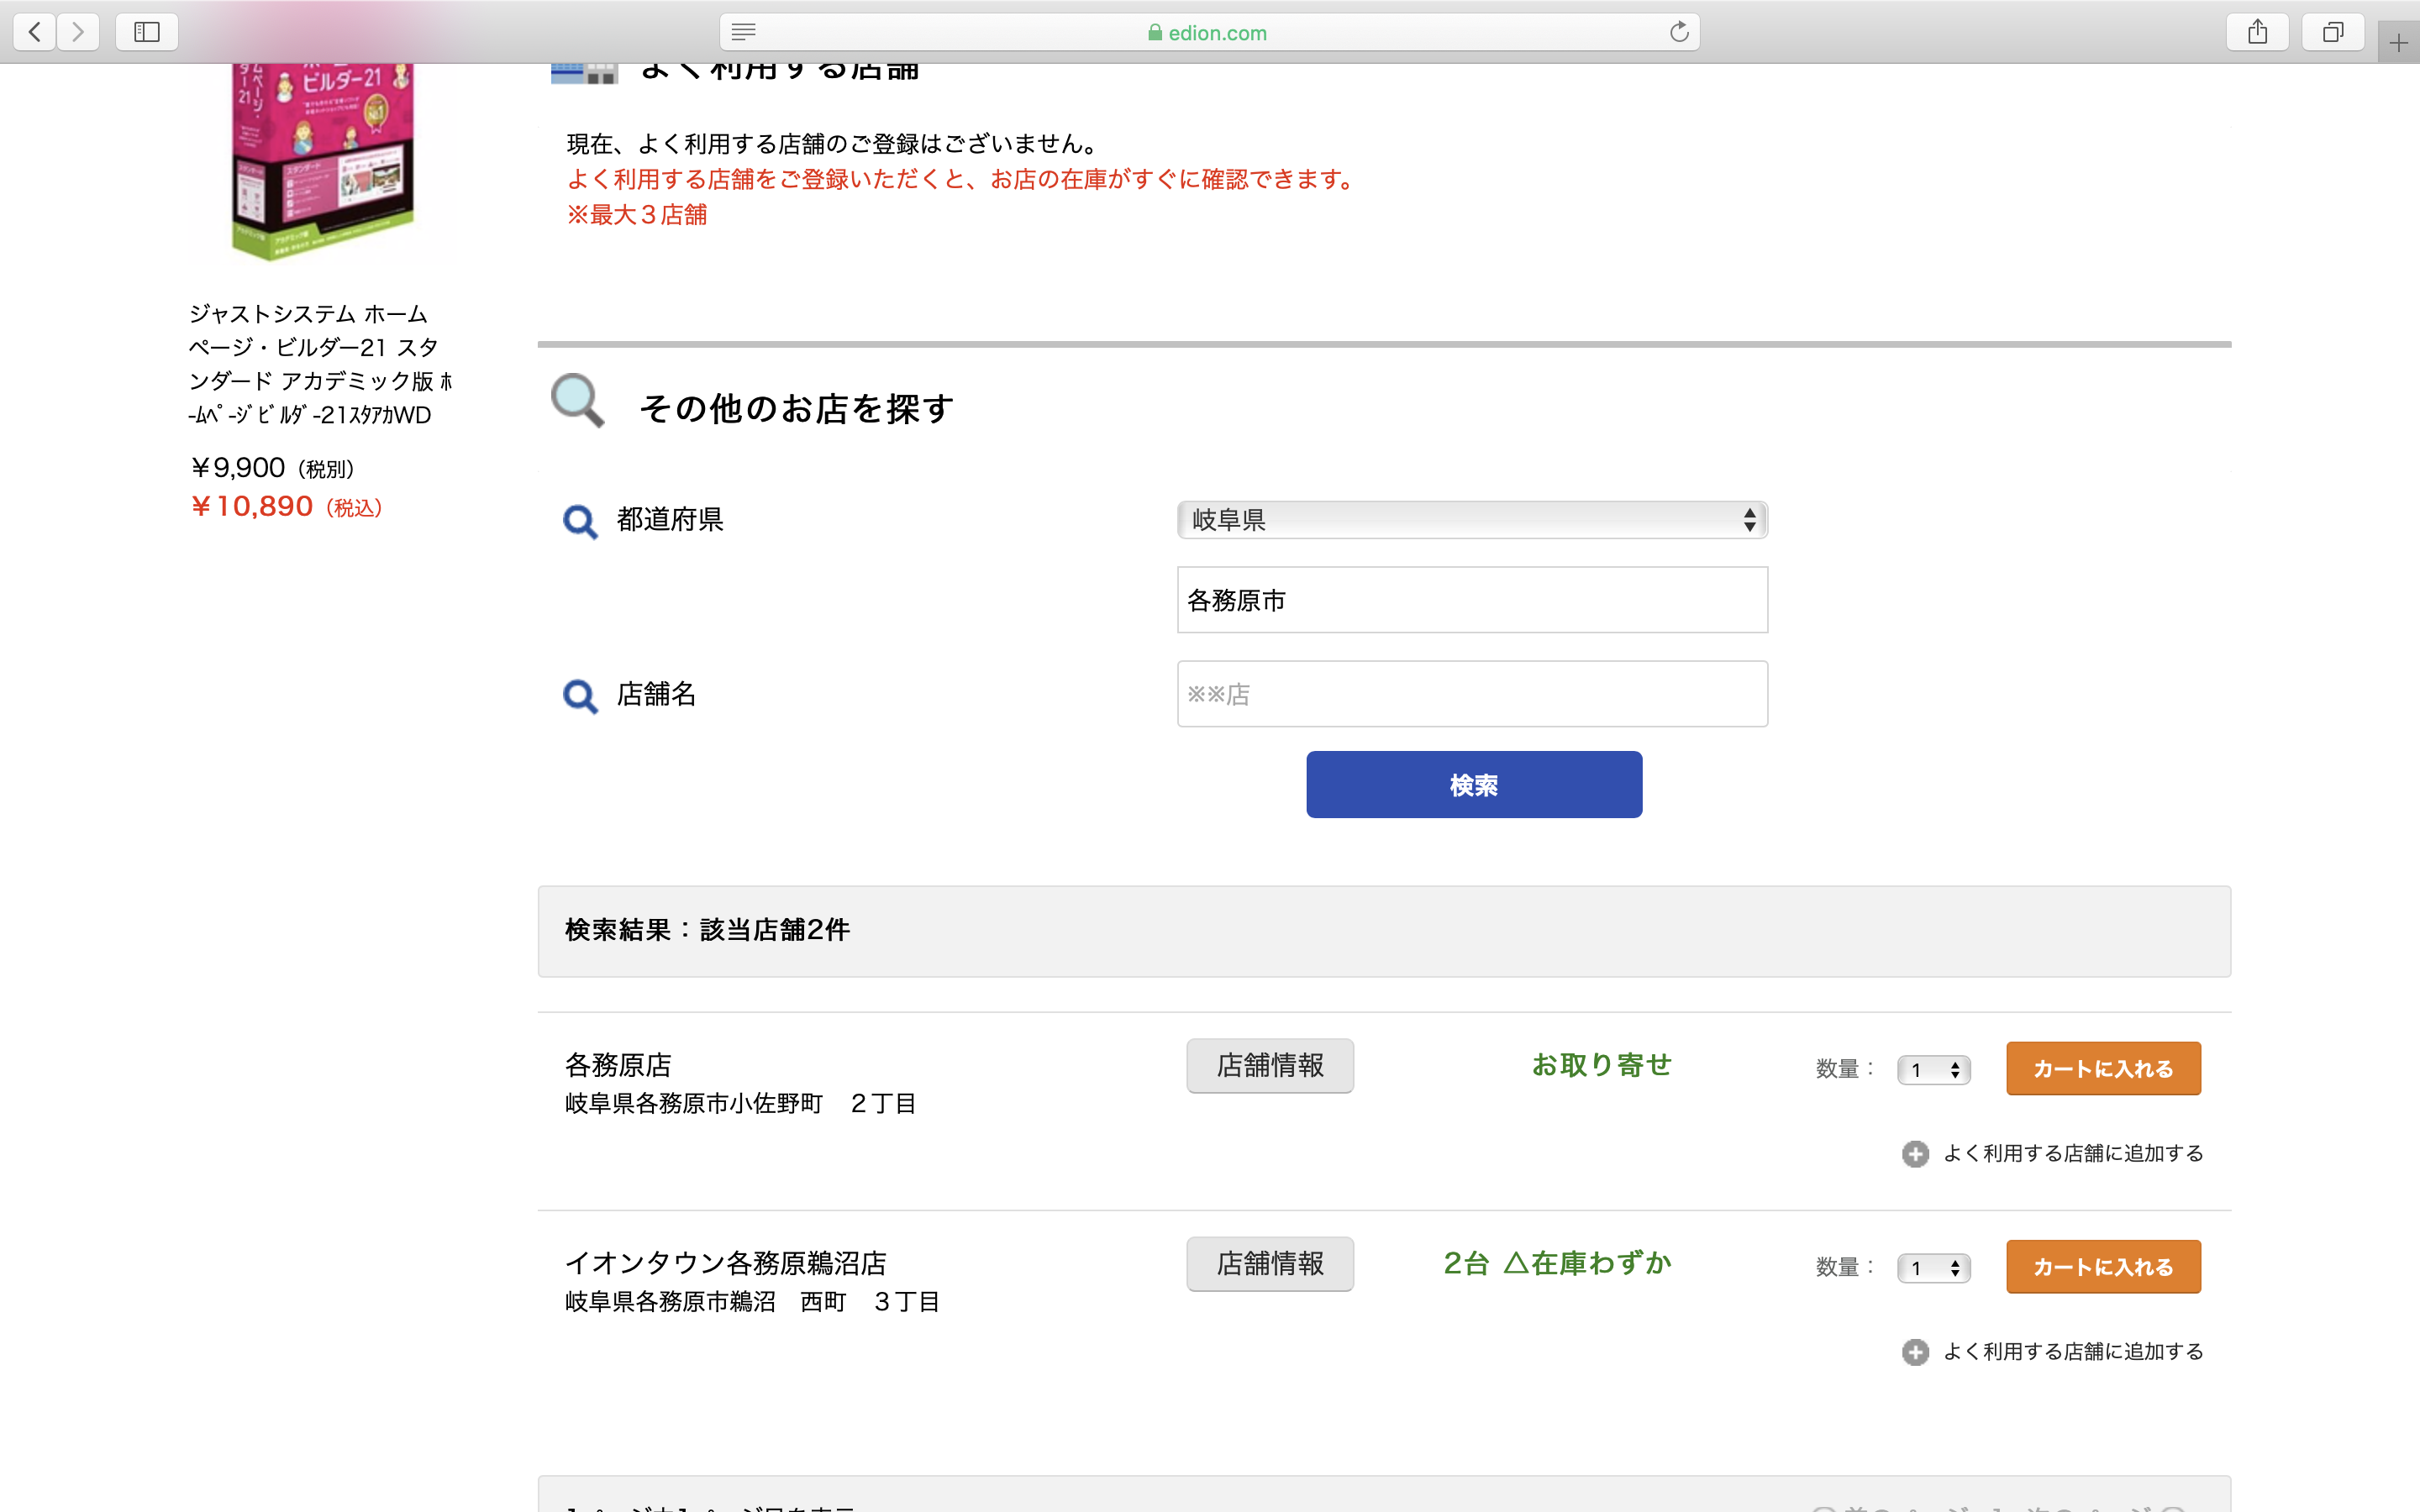 edion.com
よく利用する店舗
現在、よく利用する店舗のご登録はございません。
よく利用する店舗をご登録いただくと、お店の在庫がすぐに確認できます。
※最大３店舗
ビルダー21
スタンダード
ジャストシステム ホーム
ページ・ビルダー21 スタ
ンダード アカデミック版 ﾎ
-ﾑﾍﾟ-ｼﾞﾋﾞﾙﾀﾞ-21ｽﾀｱｶWD
￥9,900（税別）
￥10,890（税込）
その他のお店を探す
都道府県
岐阜県
各務原市
店舗名
※※店
検索
検索結果：該当店舗2件
各務原店
岐阜県各務原市小佐野町　２丁目
店舗情報
お取り寄せ
数量：
1
カートに入れる
よく利用する店舗に追加する
イオンタウン各務原鵜沼店
岐阜県各務原市鵜沼　西町　３丁目
店舗情報
2台 △在庫わずか
数量：
1
カートに入れる
よく利用する店舗に追加する